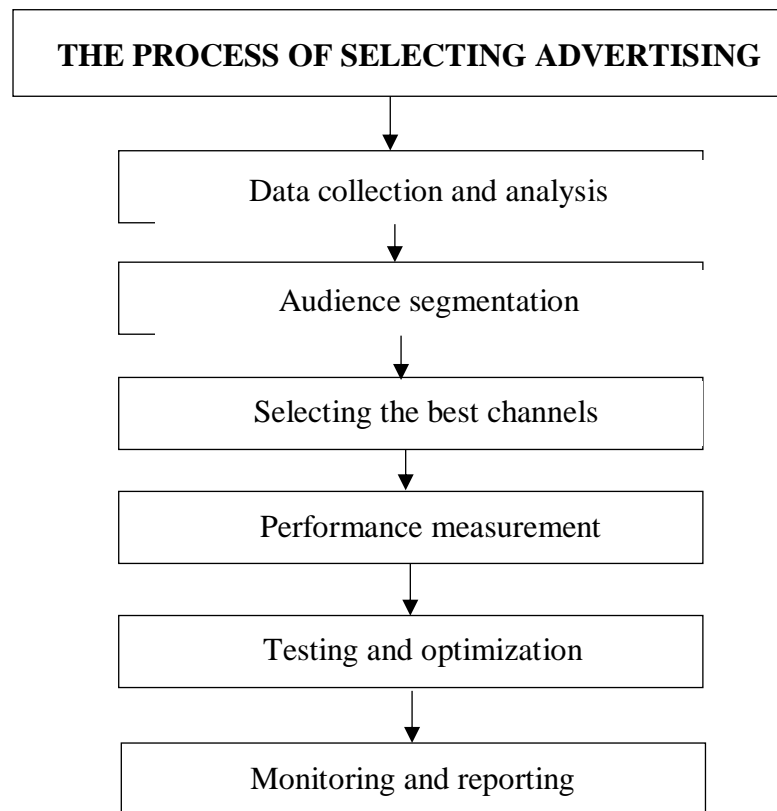 THE PROCESS OF SELECTING ADVERTISING
Data collection and analysis
Audience segmentation
Selecting the best channels
Performance measurement
Testing and optimization
Monitoring and reporting